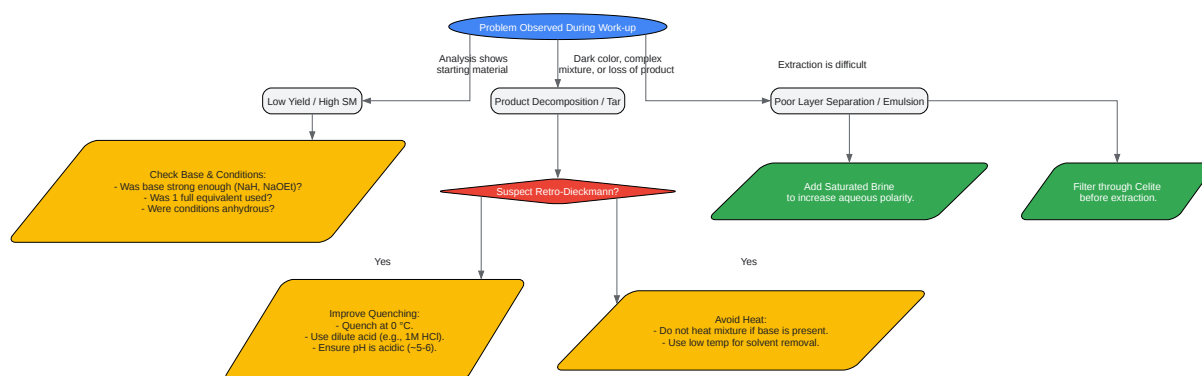 Problem Observed During Work-up
Analysis shows
starting material
Dark color, complex
mixture, or loss of product
Extraction is difficult
Low Yield / High SM
Product Decomposition / Tar
Poor Layer Separation / Emulsion
Check Base & Conditions:
- Was base strong enough (NaH, NaOEt)?
- Was 1 full equivalent used?
- Were conditions anhydrous?
Suspect Retro-Dieckmann?
Add Saturated Brine
to increase aqueous polarity.
Filter through Celite
before extraction.
Yes
Yes
Improve Quenching:
- Quench at 0 °C.
- Use dilute acid (e.g., 1M HCl).
- Ensure pH is acidic (~5-6).
Avoid Heat:
- Do not heat mixture if base is present.
- Use low temp for solvent removal.